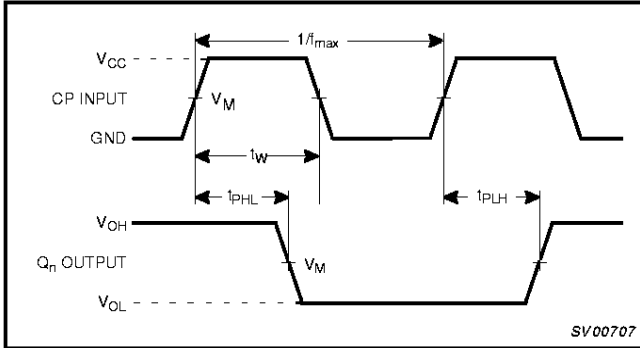 1/fmax
VCC
CP INPUT
VM
GND
tW
tPHL
tPLH
VOH
Qn OUTPUT
VM
VOL
SV00707